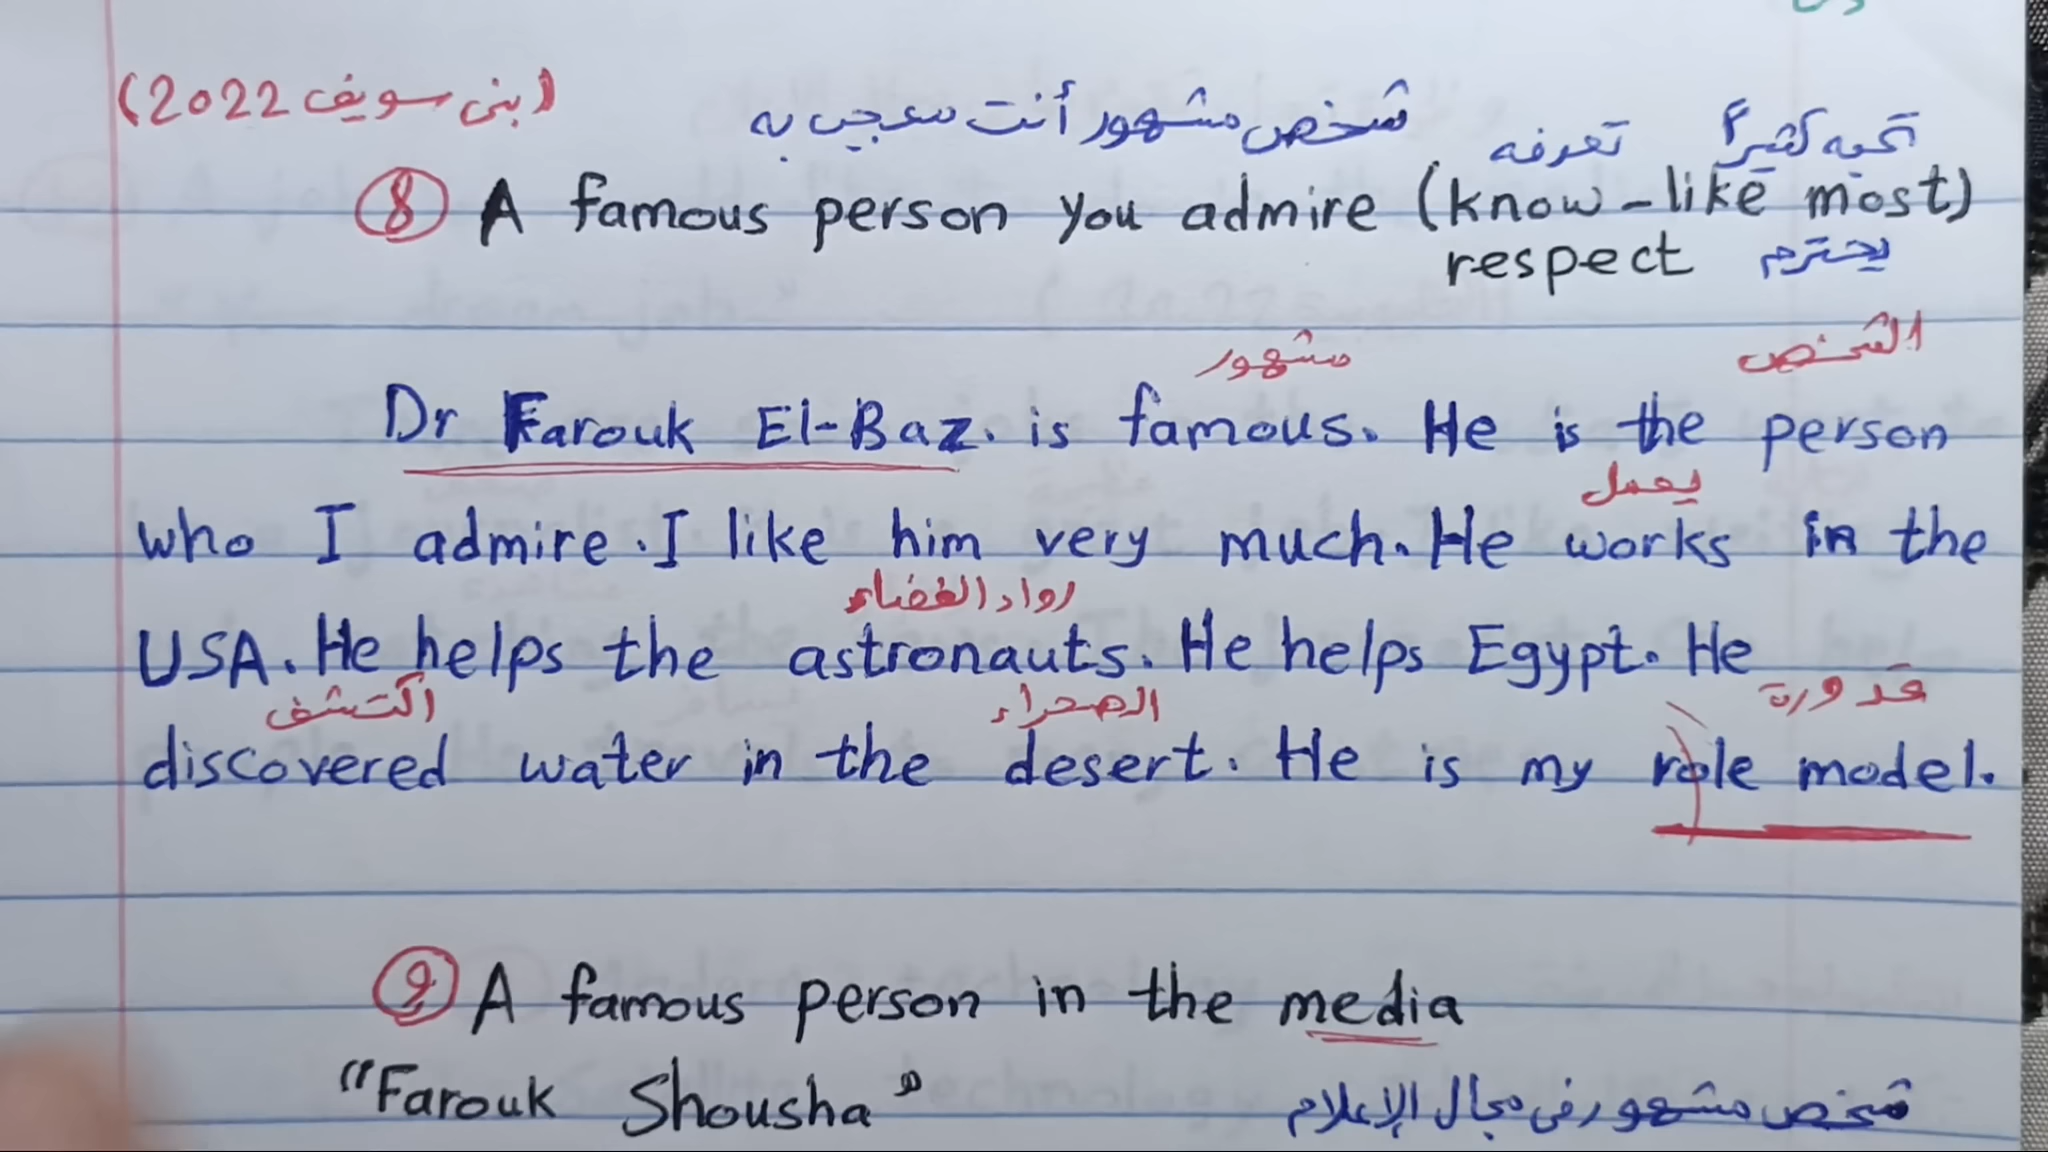 (بنى سويف 2022)
شخص مشهور أنت معجب به تعرفه تحبه كثيراً
8 A famous person you admire (know-like most)
respect يحترم
مشهور الشخص
Dr Farouk El-Baz. is famous. He is the person
يعمل
who I admire. I like him very much. He works in the
رواد الفضاء
USA. He helps the astronauts. He helps Egypt. He
اكتشف الصحراء قدوة
discovered water in the desert. He is my role model.
9 A famous person in the media
"Farouk Shousha" شخص مشهور فى مجال الإعلام